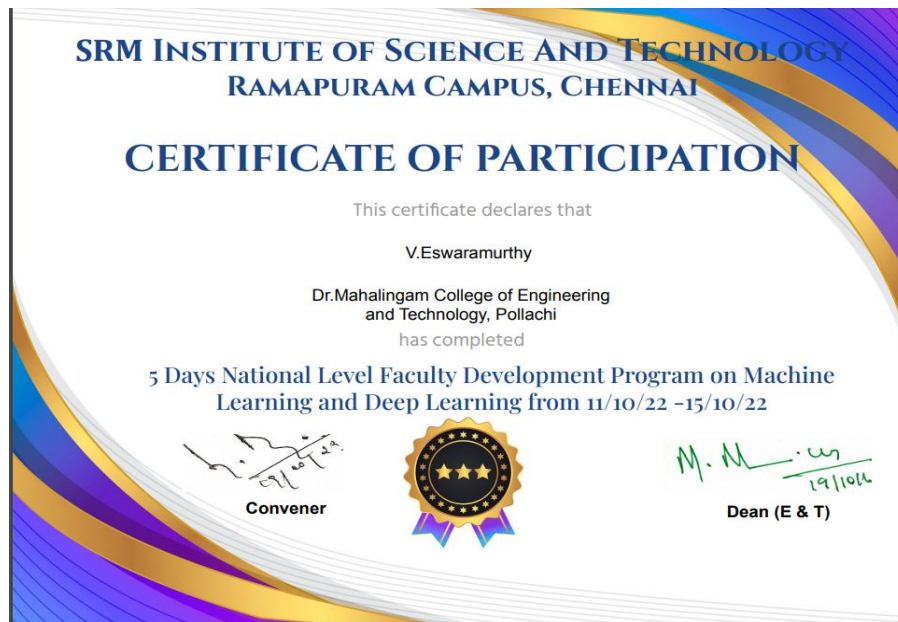 SRM Institute of Science And Technology
Ramapuram Campus, Chennai
CERTIFICATE OF PARTICIPATION
This certificate declares that
V.Eswaramurthy
Dr.Mahalingam College of Engineering
and Technology, Pollachi
has completed
5 Days National Level Faculty Development Program on Machine
Learning and Deep Learning from 11/10/22 -15/10/22
M. M
Convener
Dean (E & T)